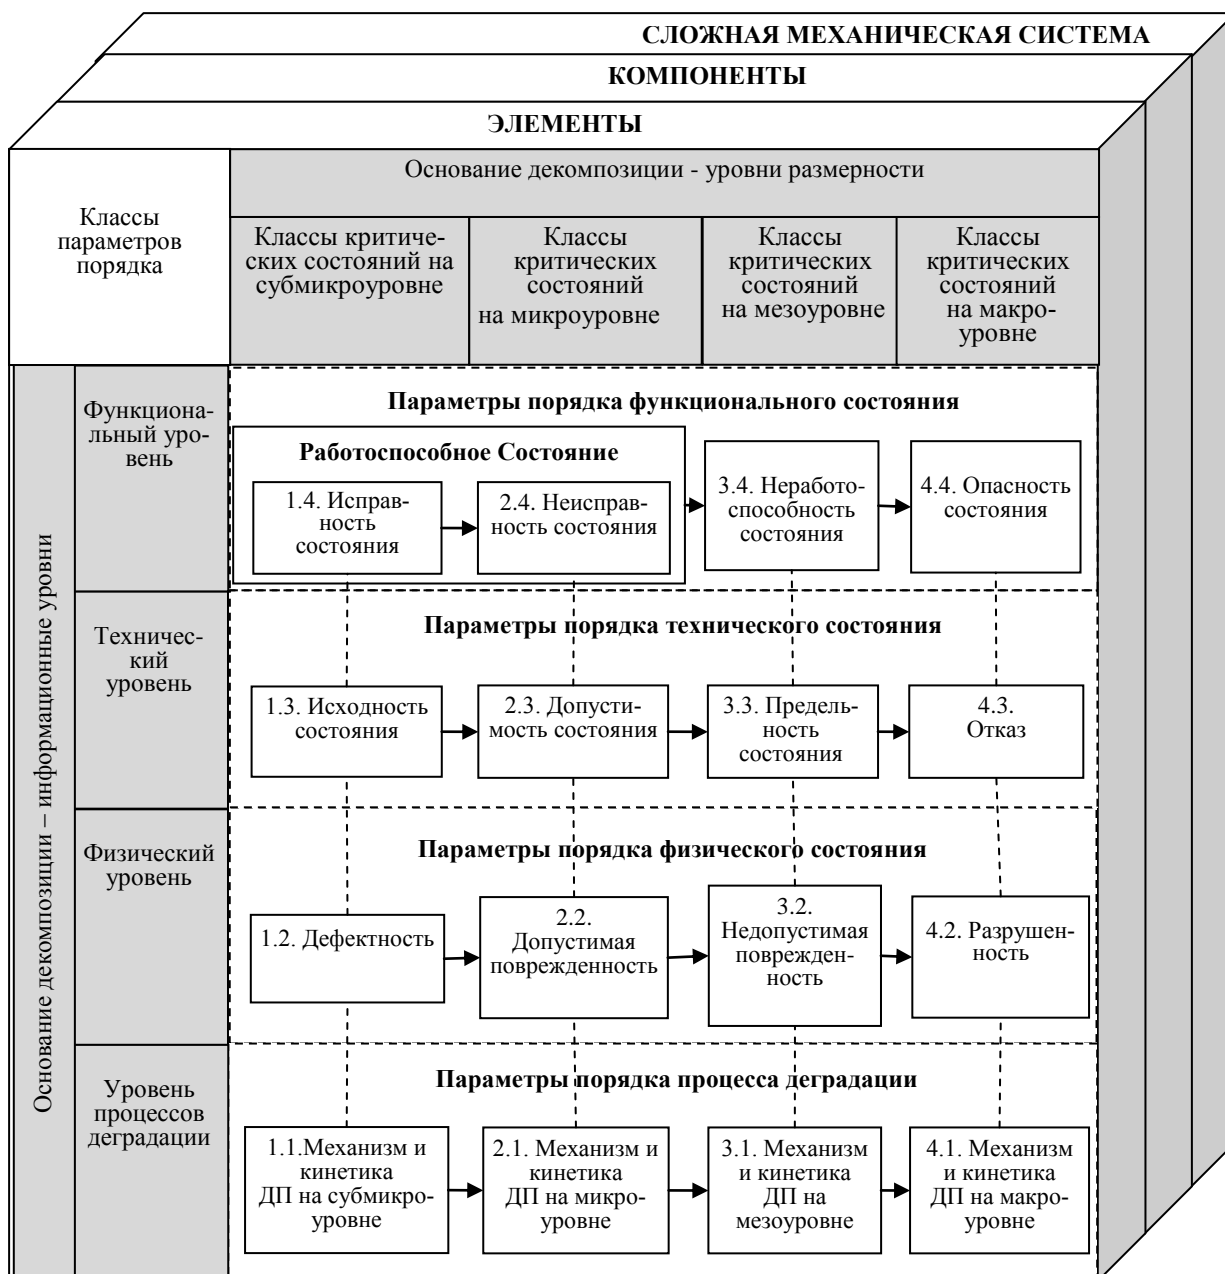 СЛОЖНАЯ МЕХАНИЧЕСКАЯ СИСТЕМА
КОМПОНЕНТЫ
ЭЛЕМЕНТЫ
Классы
параметров
порядка
Основание декомпозиции - уровни размерности
Классы критиче-
ских состояний на
субмикроуровне
Классы
критических
состояний
на микроуровне
Классы
критических
состояний
на мезоуровне
Классы
критических
состояний
на макро-
уровне
Основание декомпозиции – информационные уровни
Функциона-
льный уро-
вень
Параметры порядка функционального состояния
Работоспособное Состояние
1.4. Исправ-
ность
состояния
2.4. Неисправ-
ность состояния
3.4. Неработо-
способность
состояния
4.4. Опасность
состояния
Техничес-
кий
уровень
Параметры порядка технического состояния
1.3. Исходность
состояния
2.3. Допусти-
мость состояния
3.3. Предель-
ность
состояния
4.3.
Отказ
Физический
уровень
Параметры порядка физического состояния
1.2. Дефектность
2.2.
Допустимая
поврежденность
3.2.
Недопустимая
поврежден-
ность
4.2. Разрушен-
ность
Уровень
процессов
деградации
Параметры порядка процесса деградации
1.1.Механизм и
кинетика
ДП на субмикро-
уровне
2.1. Механизм и
кинетика
ДП на микро-
уровне
3.1. Механизм
и кинетика
ДП на
мезоуровне
4.1. Механизм
и кинетика
ДП на макро-
уровне